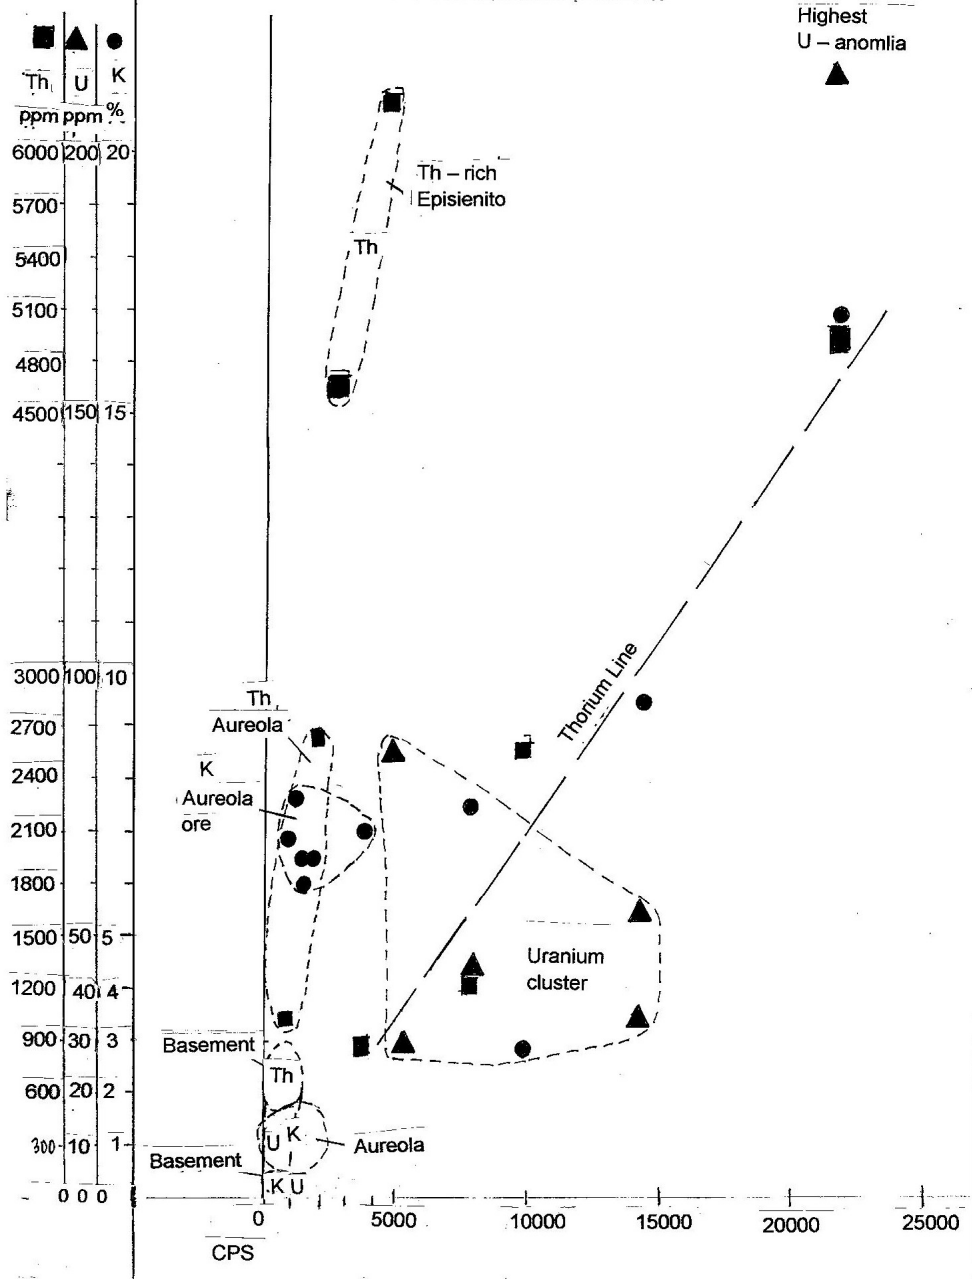 Highest
U – anomlia
Th U K
ppm ppm %
6000 200 20
Th – rich
Episienito
5700
Th
5400
5100
4800
4500 150 15
Thorium Line
3000 100 10
Th
2700
Aureola
K
2400
Aureola
ore
2100
1800
1500 50 5
Uranium
cluster
1200 40 4
900 30 3
Basement
Th
600 20 2
U K
Aureola
300 10 1
Basement
K U
0 0 0
0 5000 10000 15000 20000 25000
CPS